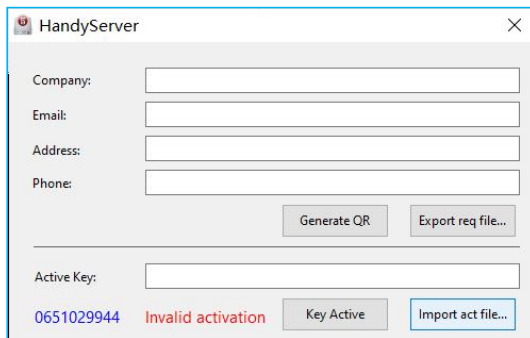 HandyServer
Company:
Email:
Address:
Phone:
Generate QR Export req file...
Active Key:
0651029944 Invalid activation Key Active Import act file...